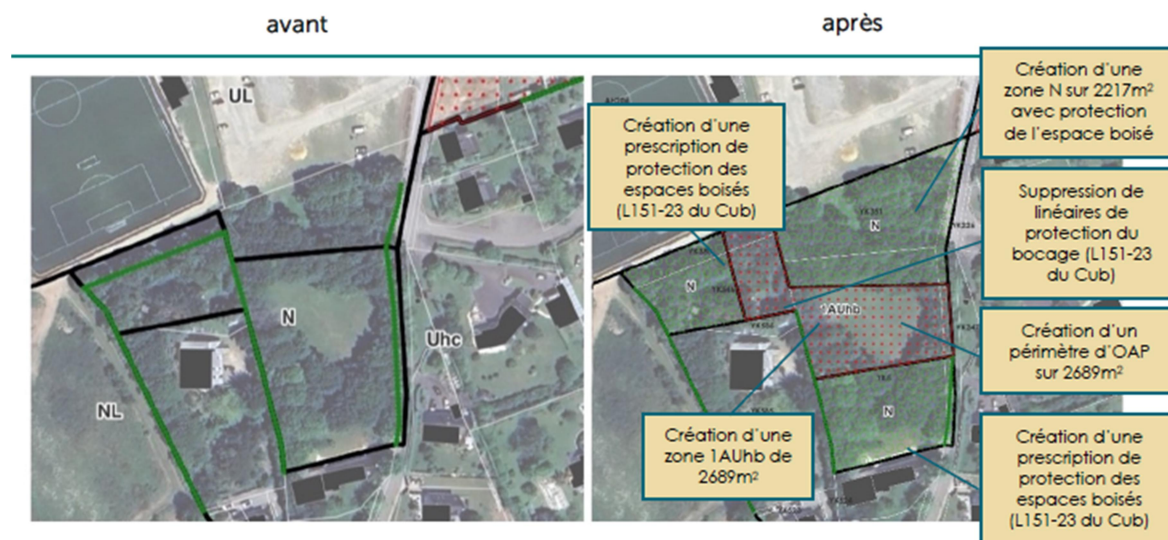 avant
après
UL
N
Uhc
NL
Création d'une
zone N sur 2217m²
avec protection
de l'espace boisé
Création d'une
prescription de
protection des
espaces boisés
(L151-23 du Cub)
Suppression de
linéaires de
protection du
bocage (L151-23
du Cub)
N
N
1AUhb
Création d'un
périmètre d'OAP
sur 2689m²
N
Création d'une
zone 1AUhb de
2689m²
Création d'une
prescription de
protection des
espaces boisés
(L151-23 du Cub)